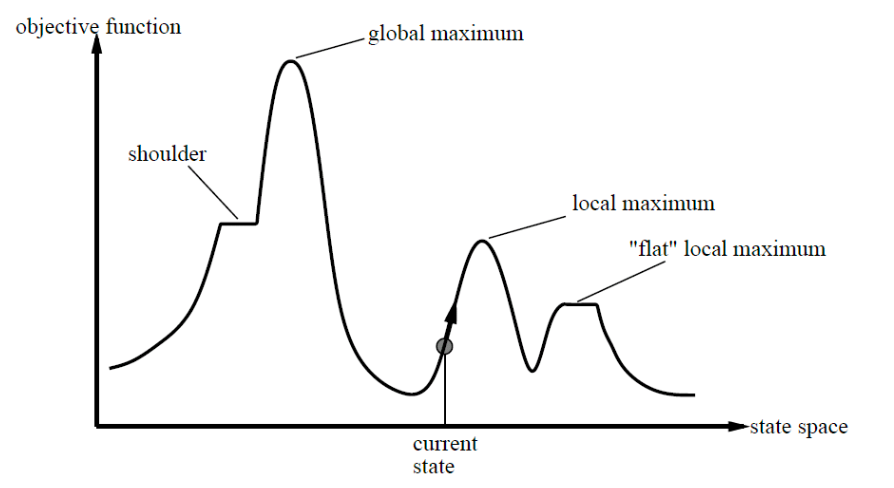 objective function
global maximum
shoulder
local maximum
"flat" local maximum
state space
current
state